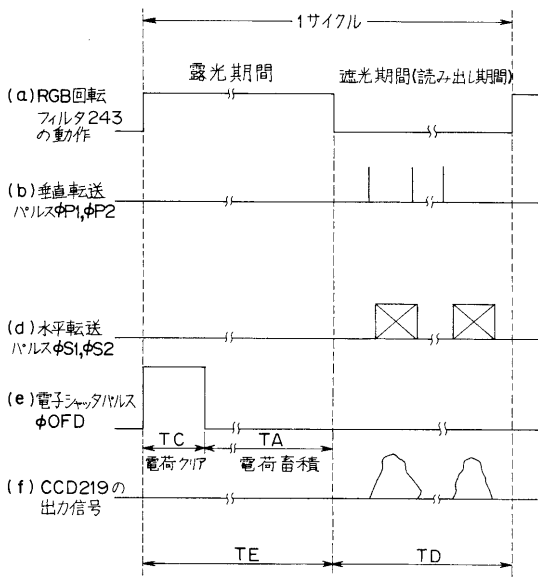 1サイクル
露光期間
遮光期間(読み出し期間)
(a)RGB回転
フィルタ243
の動作
(b)垂直転送
パルスφP1,φP2
(d)水平転送
パルスφS1,φS2
(e)電子シャッタパルス
φOFD
TC
TA
電荷クリア
電荷畜積
(f)CCD219の
出力信号
TE
TD